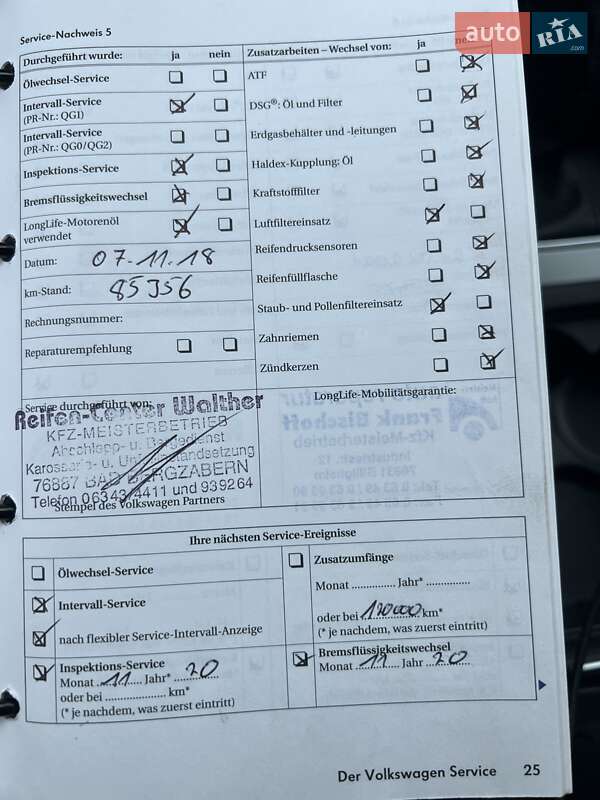 auto RIA .com
Service-Nachweis 5
Durchgeführt wurde: ja nein
Ölwechsel-Service
Intervall-Service
(PR-Nr.: QG1)
Intervall-Service
(PR-Nr.: QG0/QG2)
Inspektions-Service
Bremsflüssigkeitswechsel
LongLife-Motorenöl
verwendet
Datum: 07.11.18
km-Stand: 85356
Rechnungsnummer:
Reparaturempfehlung
Zusatzarbeiten – Wechsel von: ja
ATF
DSG®: Öl und Filter
Erdgasbehälter und -leitungen
Haldex-Kupplung: Öl
Kraftstofffilter
Luftfiltereinsatz
Reifendrucksensoren
Reifenfüllflasche
Staub- und Pollenfiltereinsatz
Zahnriemen
Zündkerzen
Service durchgeführt von:
Reifen-Center Walther
KFZ-MEISTERBETRIEB
Abschlepp- u. Bergedienst
Karosserie- u. Unfallinstandsetzung
76887 BAD BERGZABERN
Telefon 06343/4411 und 939264
Stempel des Volkswagen Partners
LongLife-Mobilitätsgarantie:
Ihre nächsten Service-Ereignisse
Ölwechsel-Service
Intervall-Service
nach flexibler Service-Intervall-Anzeige
Inspektions-Service
Monat 11 Jahr* 20
oder bei .................... km*
(* je nachdem, was zuerst eintritt)
Zusatzumfänge
Monat .............. Jahr* ..............
oder bei 120000 km*
(* je nachdem, was zuerst eintritt)
Bremsflüssigkeitswechsel
Monat 11 Jahr 20
Der Volkswagen Service 25